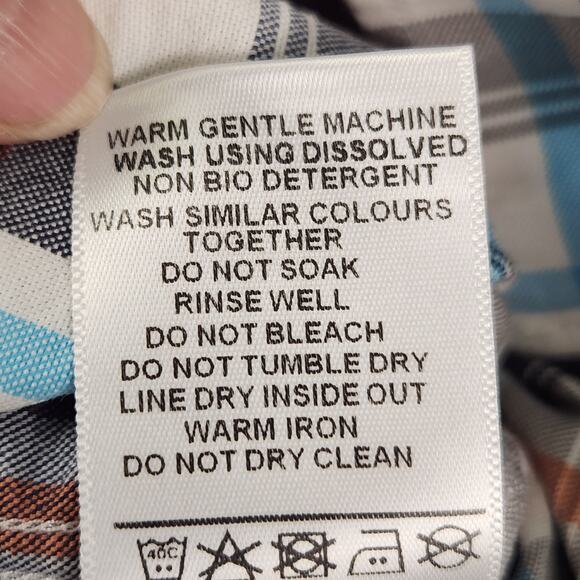 WARM GENTLE MACHINE
WASH USING DISSOLVED
NON BIO DETERGENT
WASH SIMILAR COLOURS
TOGETHER
DO NOT SOAK
RINSE WELL
DO NOT BLEACH
DO NOT TUMBLE DRY
LINE DRY INSIDE OUT
WARM IRON
DO NOT DRY CLEAN
40C